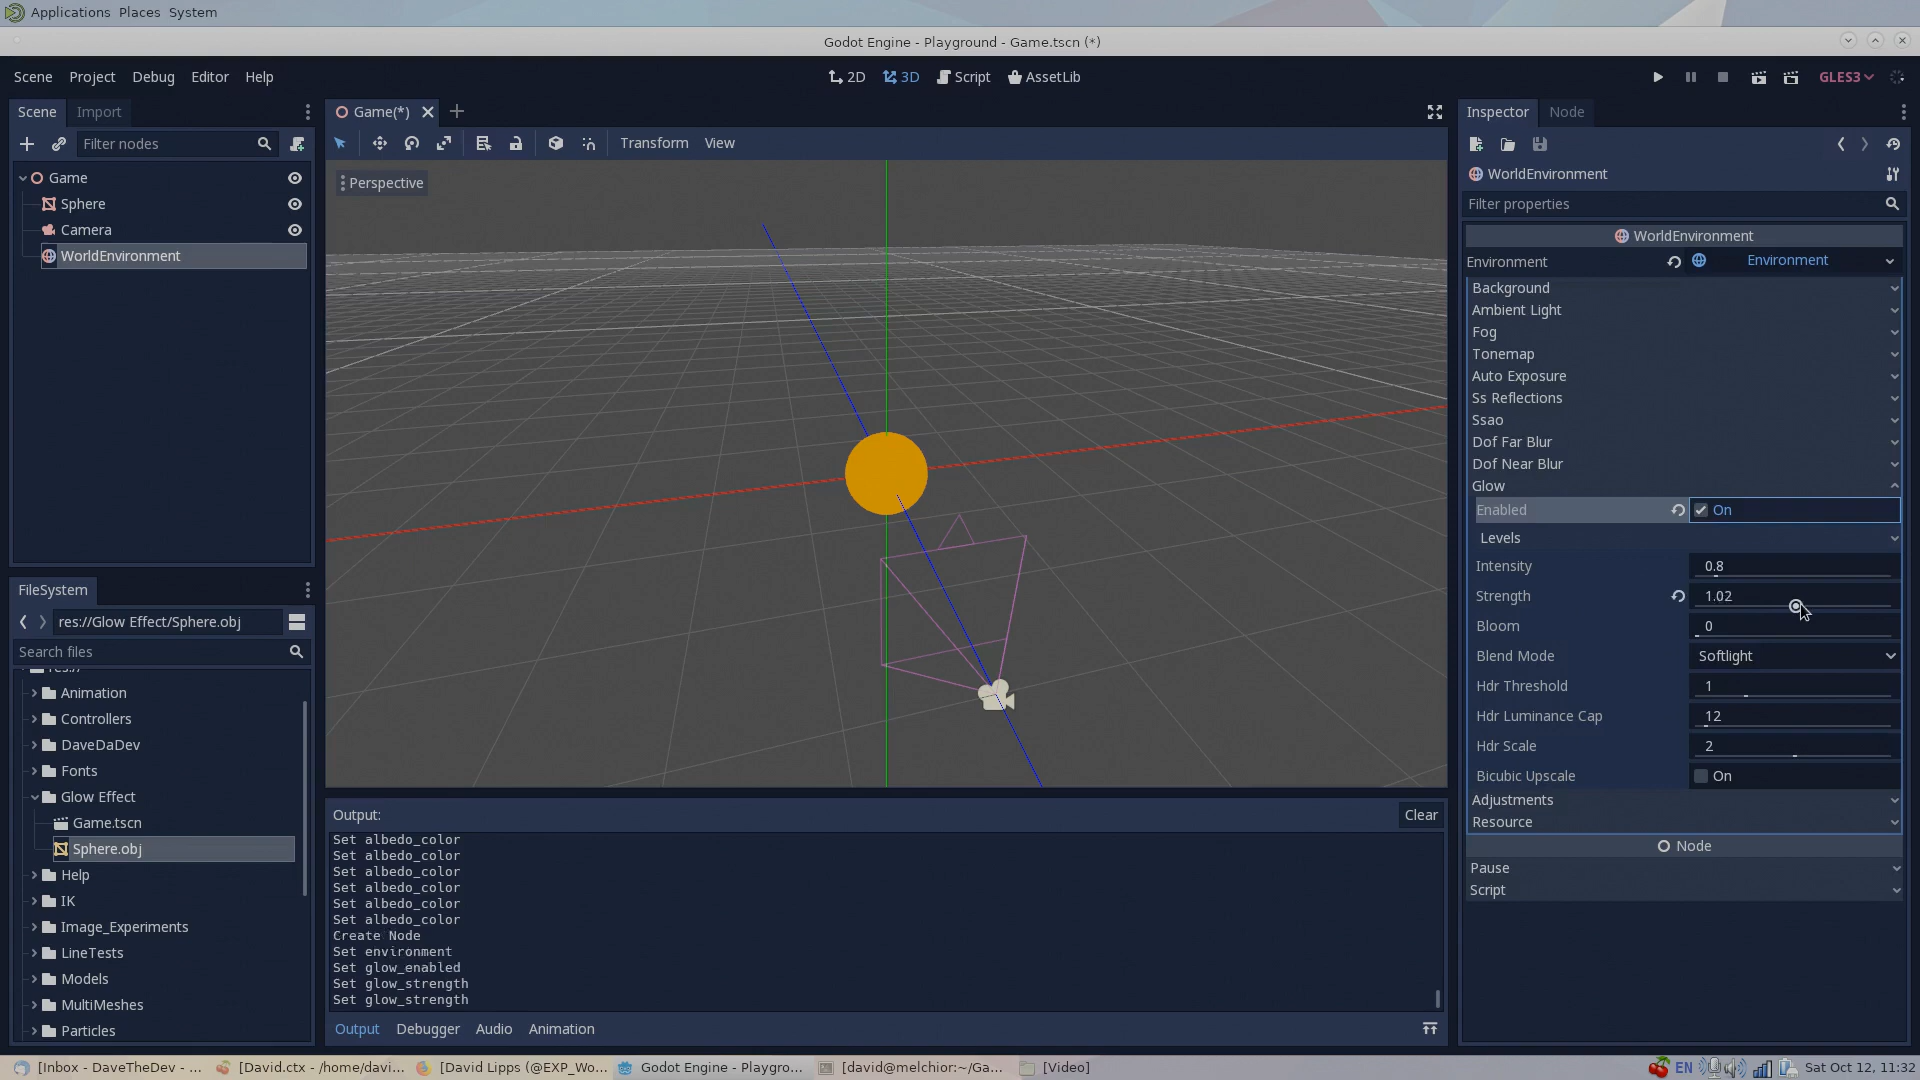 Applications Places System
Godot Engine - Playground - Game.tscn (*)
Scene Project Debug Editor Help
2D 3D Script AssetLib
GLES3
Scene Import
Filter nodes
Game
Sphere
Camera
WorldEnvironment
FileSystem
res://Glow Effect/Sphere.obj
Search files
Animation
Controllers
DaveDaDev
Fonts
Glow Effect
Game.tscn
Sphere.obj
Help
IK
Image_Experiments
LineTests
Models
MultiMeshes
Particles
Game(*)
Transform View
Perspective
Output:
Clear
Set albedo_color
Set albedo_color
Set albedo_color
Set albedo_color
Set albedo_color
Set albedo_color
Create Node
Set environment
Set glow_enabled
Set glow_strength
Set glow_strength
Output Debugger Audio Animation
Inspector Node
WorldEnvironment
Filter properties
WorldEnvironment
Environment Environment
Background
Ambient Light
Fog
Tonemap
Auto Exposure
Ss Reflections
Ssao
Dof Far Blur
Dof Near Blur
Glow
Enabled On
Levels
Intensity 0.8
Strength 1.02
Bloom 0
Blend Mode Softlight
Hdr Threshold 1
Hdr Luminance Cap 12
Hdr Scale 2
Bicubic Upscale On
Adjustments
Resource
Node
Pause
Script
[Inbox - DaveTheDev - ... [David.ctx - /home/davi... [David Lipps (@EXP_Wo... Godot Engine - Playgro... [david@melchior:~/Ga... [Video]
EN Sat Oct 12, 11:32